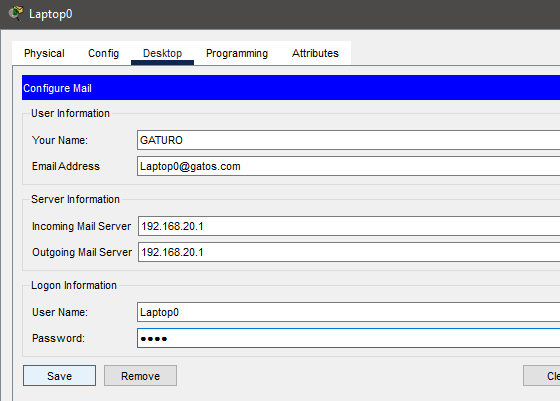 Laptop0
Physical Config Desktop Programming Attributes
Configure Mail
User Information
Your Name: GATURO
Email Address Laptop0@gatos.com
Server Information
Incoming Mail Server 192.168.20.1
Outgoing Mail Server 192.168.20.1
Logon Information
User Name: Laptop0
Password: ●●●●
Save Remove Cle